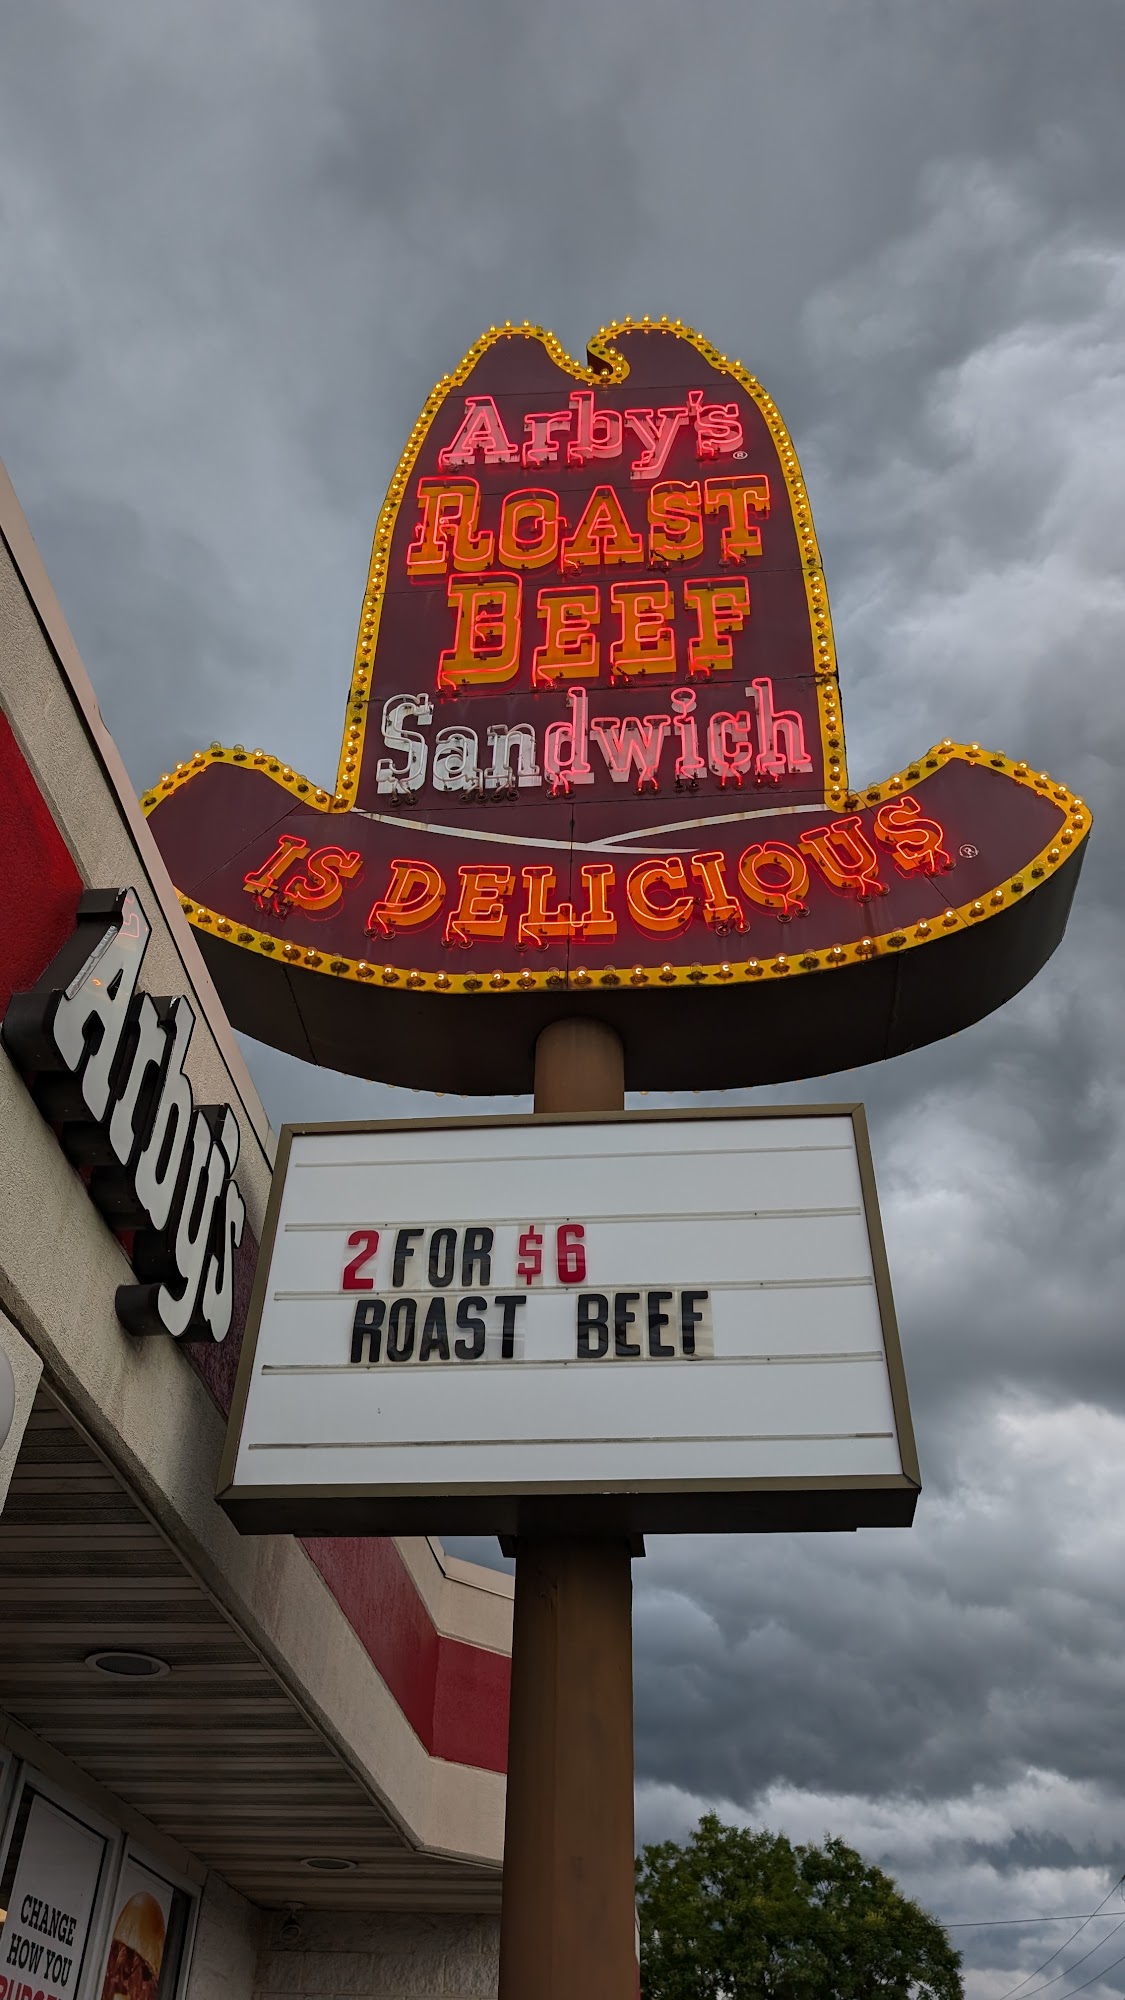 Arby's®
ROAST
BEEF
Sandwich
IS DELICIOUS®
Arby's
2 FOR $6
ROAST BEEF
CHANGE
HOW YOU